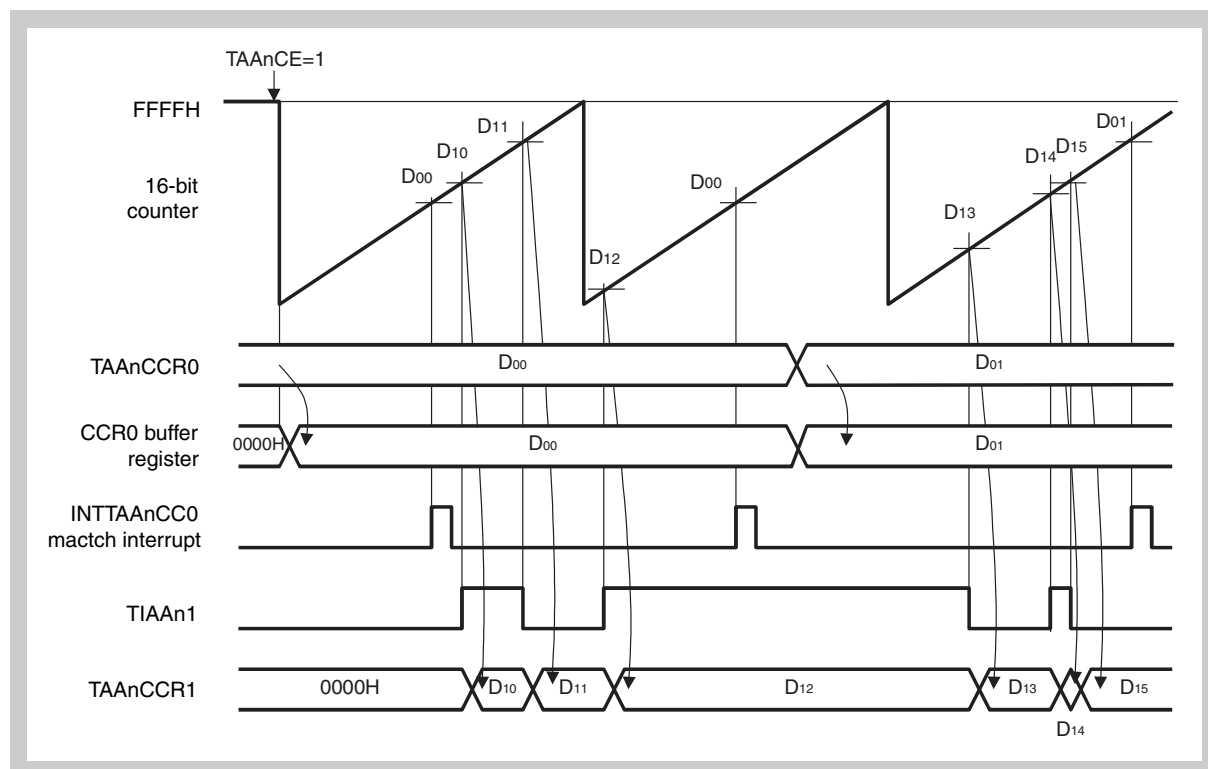 TAAnCE=1
FFFFH
16-bit
counter
D00
D10
D11
D12
D00
D13
D14
D15
D01
TAAnCCR0
D00
D01
CCR0 buffer
register
0000H
D00
D01
INTTAAnCC0
mactch interrupt
TIAAn1
TAAnCCR1
0000H
D10
D11
D12
D13
D15
D14